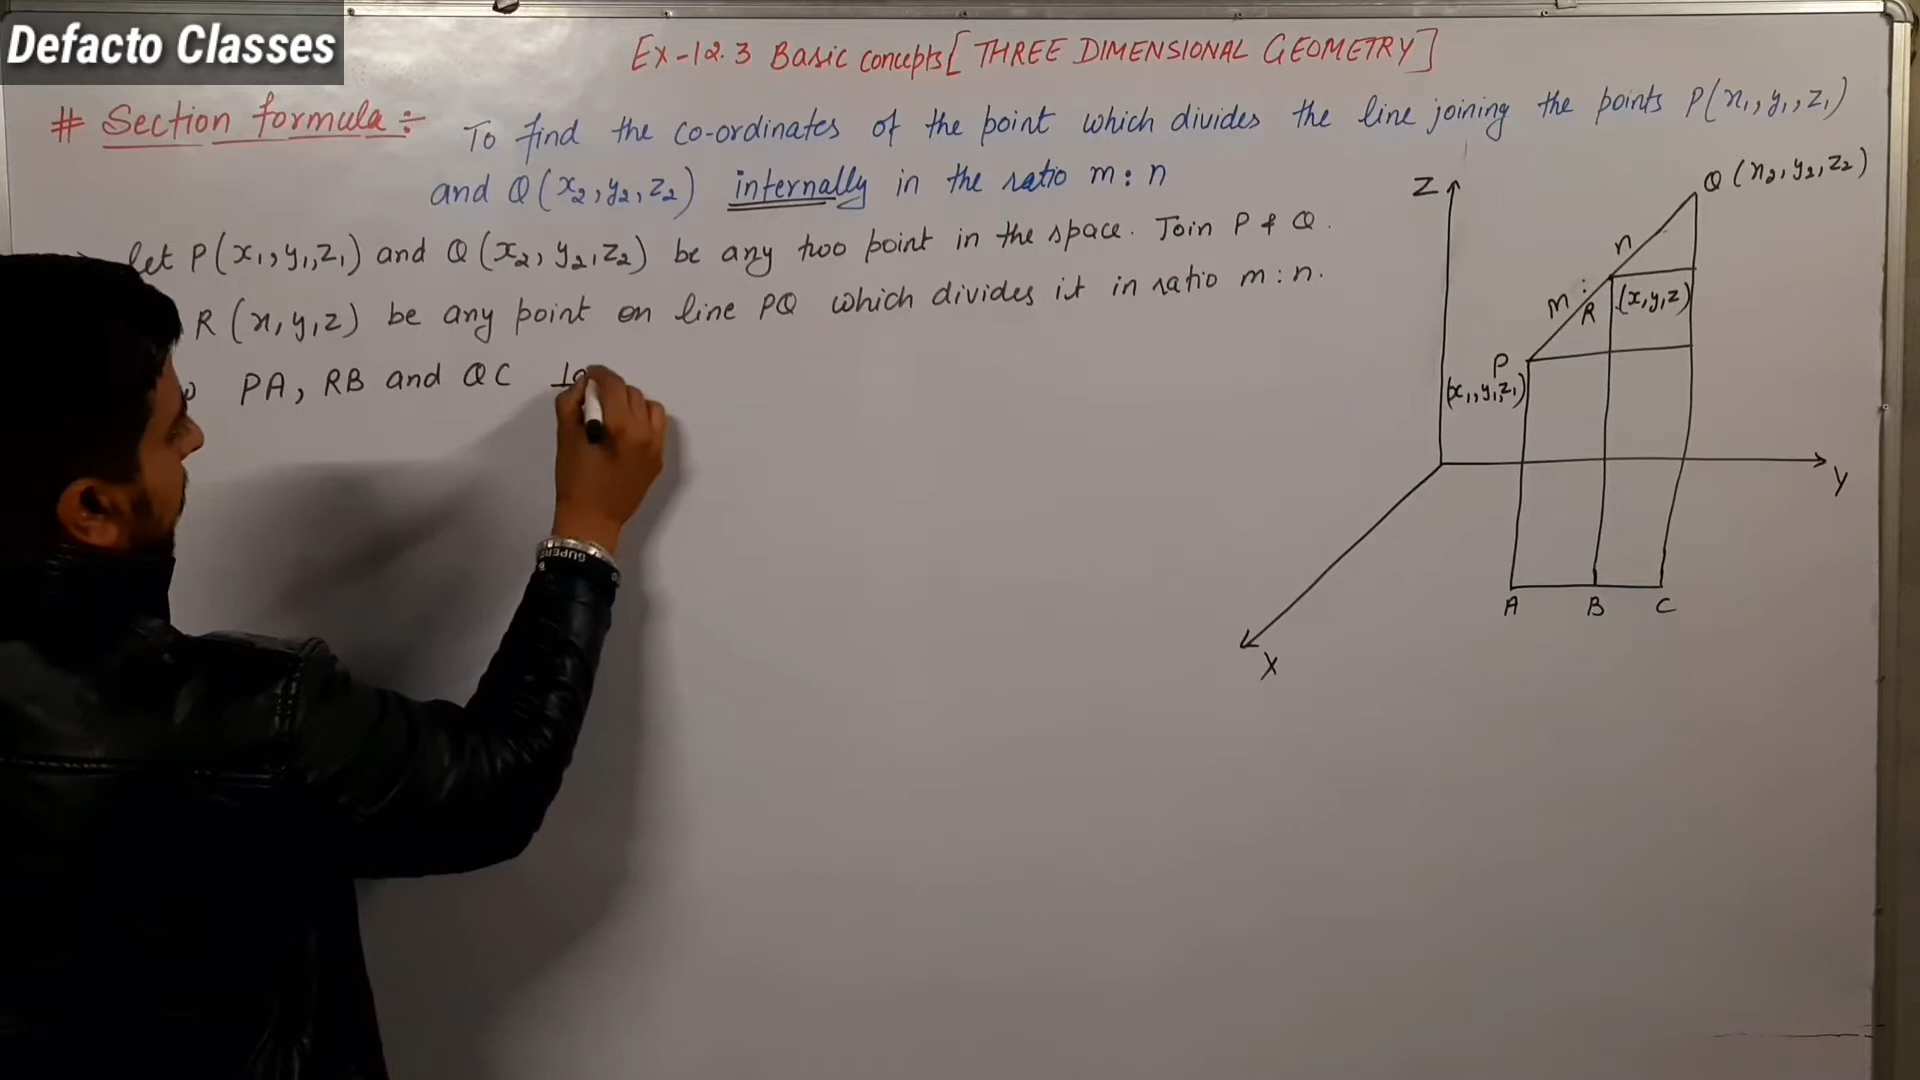 Defacto Classes
Ex-12.3 Basic concepts [THREE DIMENSIONAL GEOMETRY]
# Section formula :-
To find the co-ordinates of the point which divides the line joining the points P(x₁, y₁, z₁)
and Q(x₂, y₂, z₂) internally in the ratio m : n
let P(x₁, y₁, z₁) and Q(x₂, y₂, z₂) be any two point in the space. Join P & Q.
R(x, y, z) be any point on line PQ which divides it in ratio m : n.
PA, RB and QC ⊥
Z
Q (x₂, y₂, z₂)
n
m :
R
(x, y, z)
P
(x₁, y₁, z₁)
Y
A B C
X
SUPER